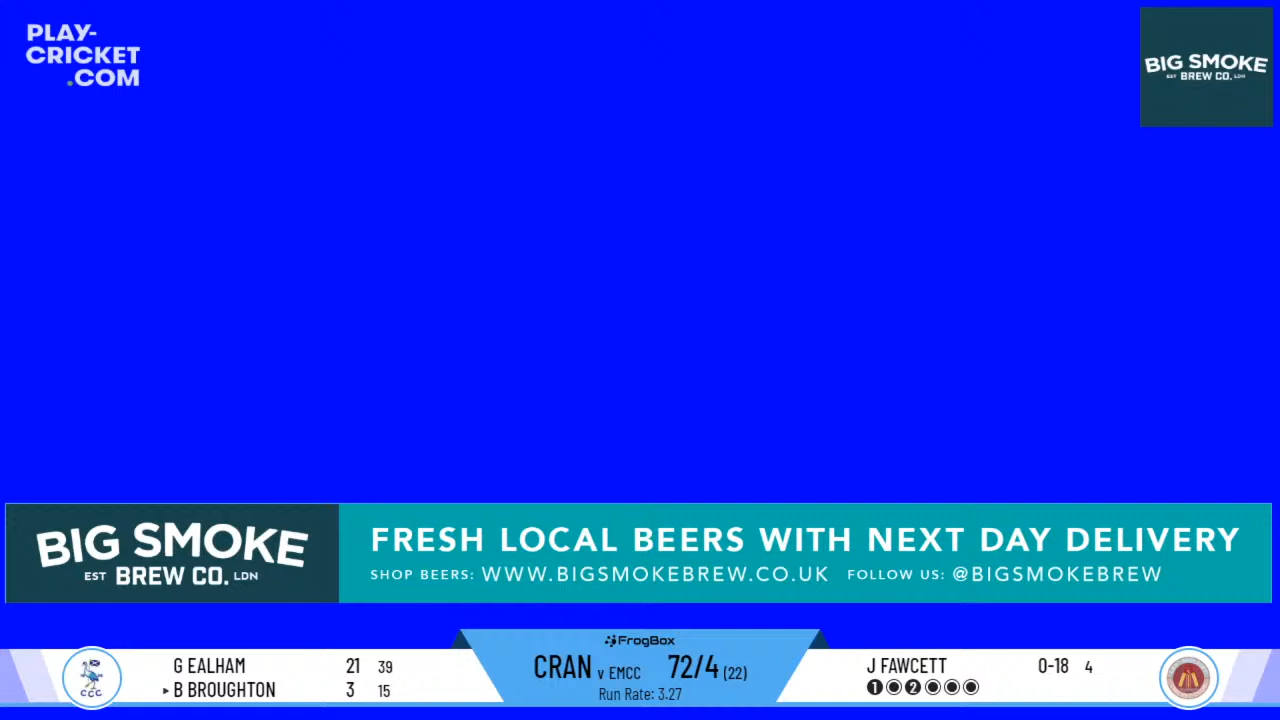 PLAY-
CRICKET
.COM
BIG SMOKE
EST BREW CO. LDN
BIG SMOKE
EST BREW CO. LDN
FRESH LOCAL BEERS WITH NEXT DAY DELIVERY
SHOP BEERS: WWW.BIGSMOKEBREW.CO.UK FOLLOW US: @BIGSMOKEBREW
FrogBox
CCC
G EALHAM 21 39
B BROUGHTON 3 15
CRAN v EMCC 72/4 (22)
Run Rate: 3.27
J FAWCETT 0-18 4
1 2